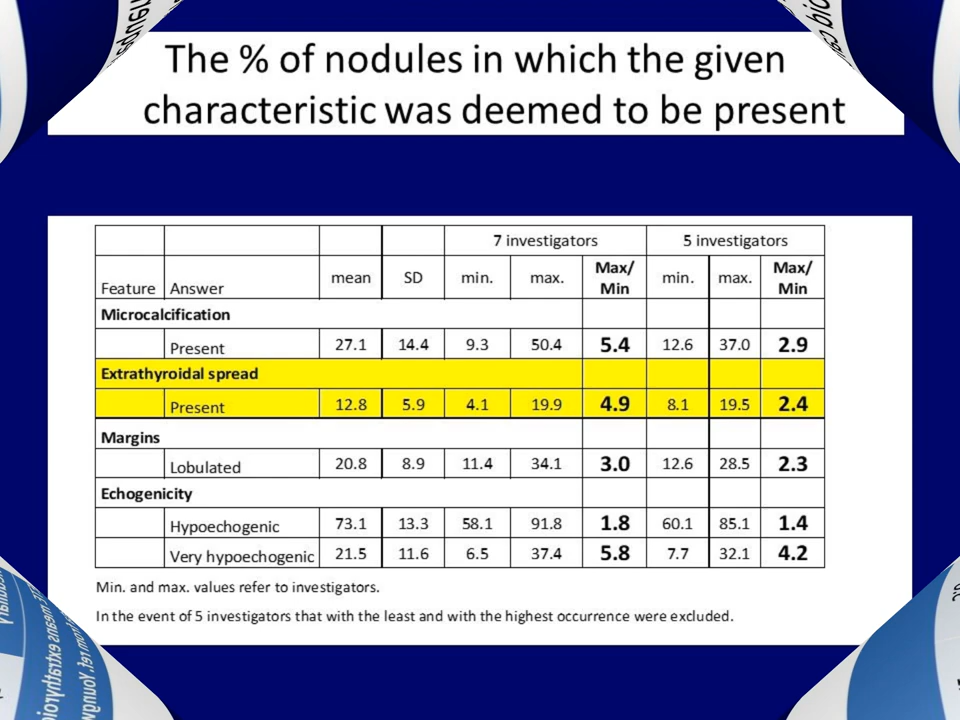 The % of nodules in which the given
characteristic was deemed to be present
7 investigators 5 investigators
Feature Answer mean SD min. max. Max/ Min min. max. Max/ Min
Microcalcification
Present 27.1 14.4 9.3 50.4 5.4 12.6 37.0 2.9
Extrathyroidal spread
Present 12.8 5.9 4.1 19.9 4.9 8.1 19.5 2.4
Margins
Lobulated 20.8 8.9 11.4 34.1 3.0 12.6 28.5 2.3
Echogenicity
Hypoechogenic 73.1 13.3 58.1 91.8 1.8 60.1 85.1 1.4
Very hypoechogenic 21.5 11.6 6.5 37.4 5.8 7.7 32.1 4.2
Min. and max. values refer to investigators.
In the event of 5 investigators that with the least and with the highest occurrence were excluded.